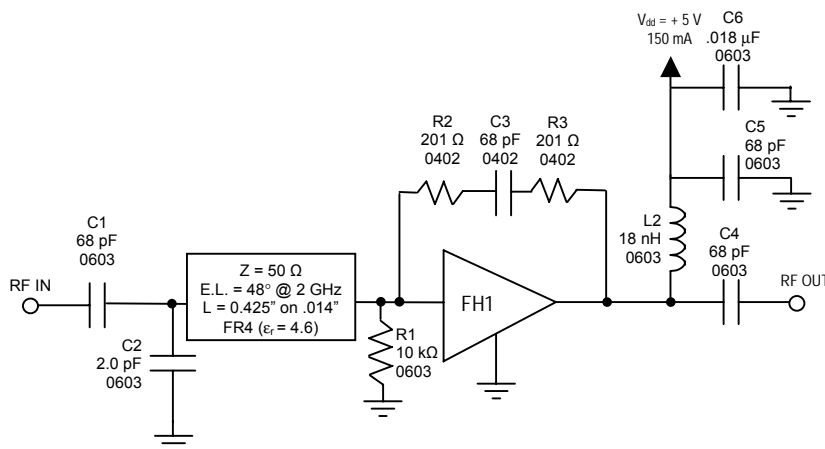 V_dd = + 5 V
150 mA
C6
.018 μF
0603
R2
201 Ω
0402
C3
68 pF
0402
R3
201 Ω
0402
C5
68 pF
0603
L2
18 nH
0603
C4
68 pF
0603
RF OUT
C1
68 pF
0603
RF IN
Z = 50 Ω
E.L. = 48° @ 2 GHz
L = 0.425” on .014”
FR4 (ε_r = 4.6)
FH1
R1
10 kΩ
0603
C2
2.0 pF
0603